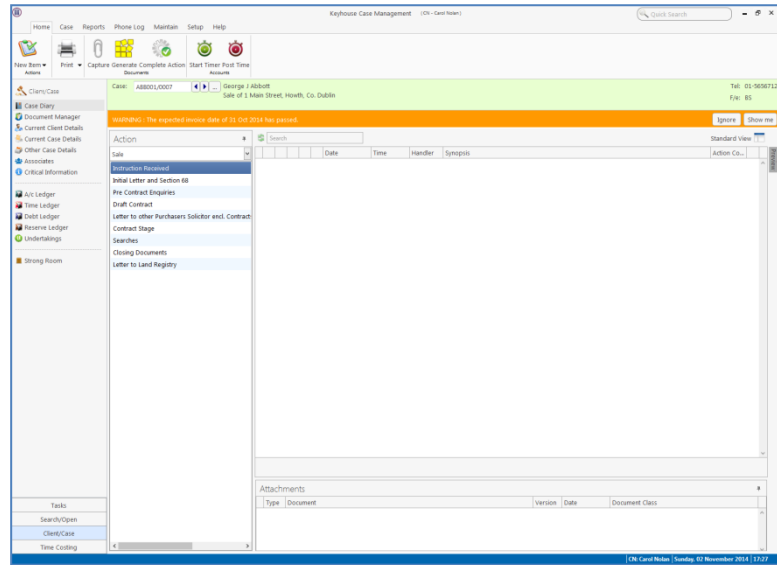 Keyhouse Case Management (CN - Carol Nolan)
Quick Search
Home Case Reports Phone Log Maintain Setup Help
New Item Print Capture Generate Complete Action Start Timer Post Time
Actions Documents Accounts
Client/Case
Case Diary
Document Manager
Current Client Details
Current Case Details
Other Case Details
Associates
Critical Information
A/c Ledger
Time Ledger
Debt Ledger
Reserve Ledger
Undertakings
Strong Room
Tasks
Search/Open
Client/Case
Time Costing
Case: ABB001/0007 ... George J Abbott
Sale of 1 Main Street, Howth, Co. Dublin
Tel: 01-5656712
F/e: BS
WARNING : The expected invoice date of 31 Oct 2014 has passed.
Ignore Show me
Action
Sale
Instruction Received
Initial Letter and Section 68
Pre Contract Enquiries
Draft Contract
Letter to other Purchasers Solicitor encl. Contract
Contract Stage
Searches
Closing Documents
Letter to Land Registry
Search
Standard View
Date Time Handler Synopsis Action Co...
Preview
Attachments
Type Document Version Date Document Class
CN: Carol Nolan Sunday, 02 November 2014 17:27